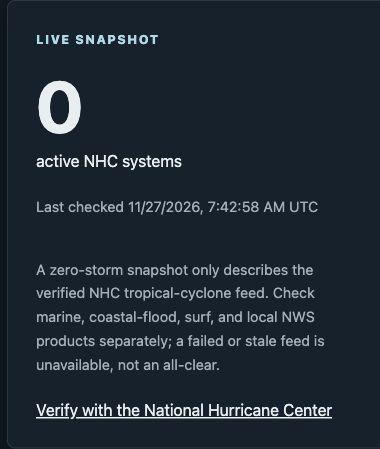 LIVE SNAPSHOT
0
active NHC systems
Last checked 11/27/2026, 7:42:58 AM UTC
A zero-storm snapshot only describes the
verified NHC tropical-cyclone feed. Check
marine, coastal-flood, surf, and local NWS
products separately; a failed or stale feed is
unavailable, not an all-clear.
Verify with the National Hurricane Center